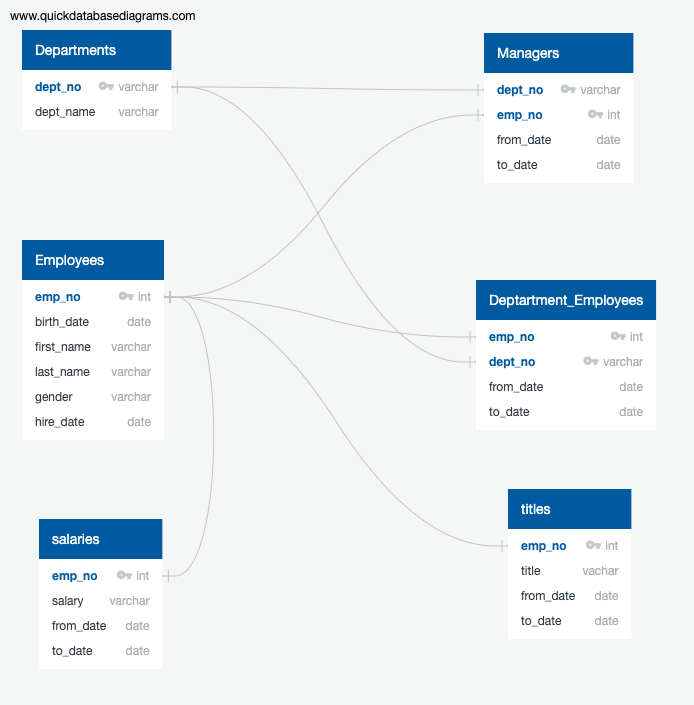 www.quickdatabasediagrams.com
Departments
dept_no varchar
dept_name varchar
Managers
dept_no varchar
emp_no int
from_date date
to_date date
Employees
emp_no int
birth_date date
first_name varchar
last_name varchar
gender varchar
hire_date date
Deptartment_Employees
emp_no int
dept_no varchar
from_date date
to_date date
salaries
emp_no int
salary varchar
from_date date
to_date date
titles
emp_no int
title vachar
from_date date
to_date date